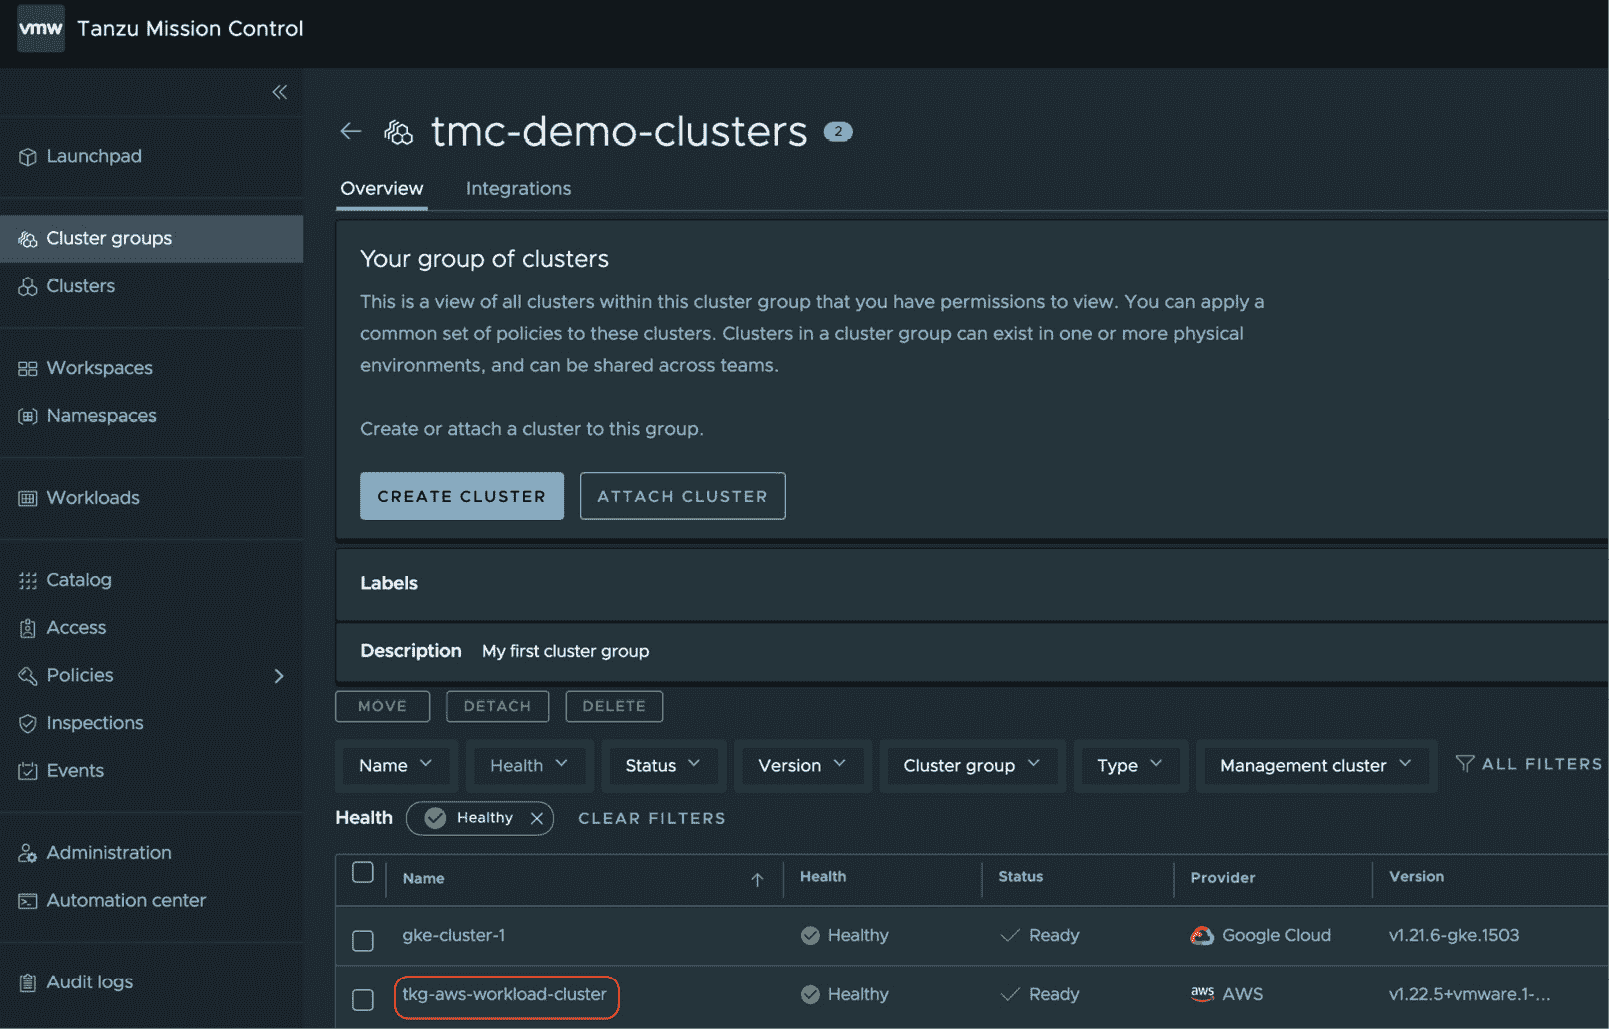 vmw Tanzu Mission Control
Launchpad
Cluster groups
Clusters
Workspaces
Namespaces
Workloads
Catalog
Access
Policies
Inspections
Events
Administration
Automation center
Audit logs
tmc-demo-clusters 2
Overview Integrations
Your group of clusters
This is a view of all clusters within this cluster group that you have permissions to view. You can apply a
common set of policies to these clusters. Clusters in a cluster group can exist in one or more physical
environments, and can be shared across teams.
Create or attach a cluster to this group.
CREATE CLUSTER ATTACH CLUSTER
Labels
Description My first cluster group
MOVE DETACH DELETE
Name Health Status Version Cluster group Type Management cluster ALL FILTERS
Health Healthy CLEAR FILTERS
Name Health Status Provider Version
gke-cluster-1 Healthy Ready Google Cloud v1.21.6-gke.1503
tkg-aws-workload-cluster Healthy Ready aws AWS v1.22.5+vmware.1-...